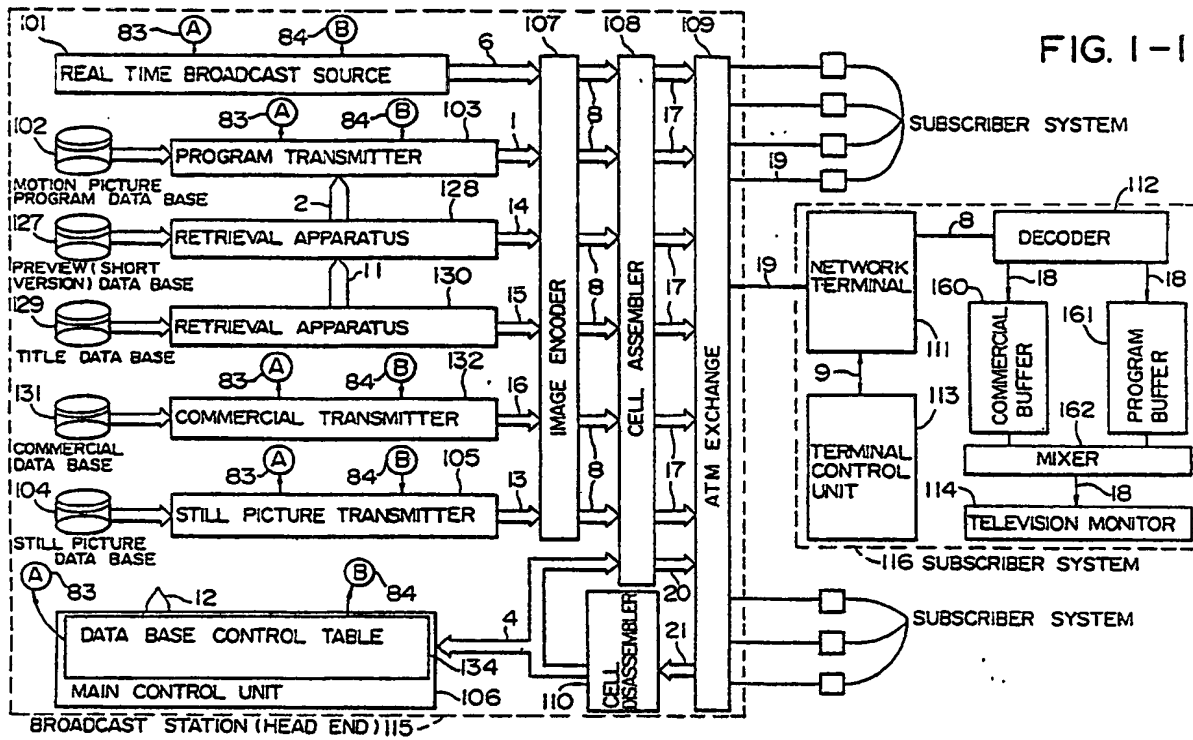 FIG. 1-1
101
83
A
84
B
6
107
108
109
REAL TIME BROADCAST SOURCE
8
17
SUBSCRIBER SYSTEM
83
A
84
B
103
1
102
PROGRAM TRANSMITTER
8
17
19
MOTION PICTURE
PROGRAM DATA BASE
2
128
14
127
RETRIEVAL APPARATUS
8
17
PREVIEW (SHORT
VERSION) DATA BASE
11
130
15
129
RETRIEVAL APPARATUS
8
17
TITLE DATA BASE
IMAGE ENCODER
CELL ASSEMBLER
ATM EXCHANGE
83
A
84
B
132
16
131
COMMERCIAL TRANSMITTER
8
17
COMMERCIAL
DATA BASE
83
A
84
B
105
13
104
STILL PICTURE TRANSMITTER
8
17
STILL PICTURE
DATA BASE
19
NETWORK
TERMINAL
111
8
112
DECODER
18
18
160
161
COMMERCIAL
BUFFER
PROGRAM
BUFFER
9
113
TERMINAL
CONTROL
UNIT
162
MIXER
18
114
TELEVISION MONITOR
116 SUBSCRIBER SYSTEM
A
83
12
B
84
DATA BASE CONTROL TABLE
134
MAIN CONTROL UNIT
106
4
20
21
CELL
DISASSEMBLER
110
SUBSCRIBER SYSTEM
BROADCAST STATION (HEAD END) 115